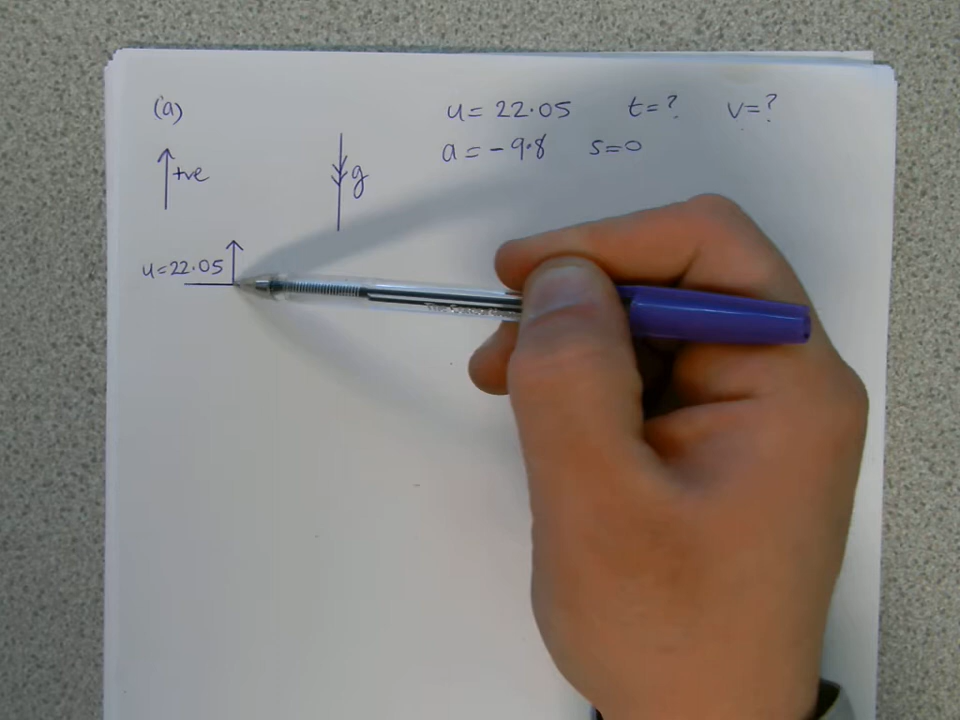 (a)
u = 22.05 t = ? v = ?
a = -9.8 s = 0
+ve
g
u = 22.05